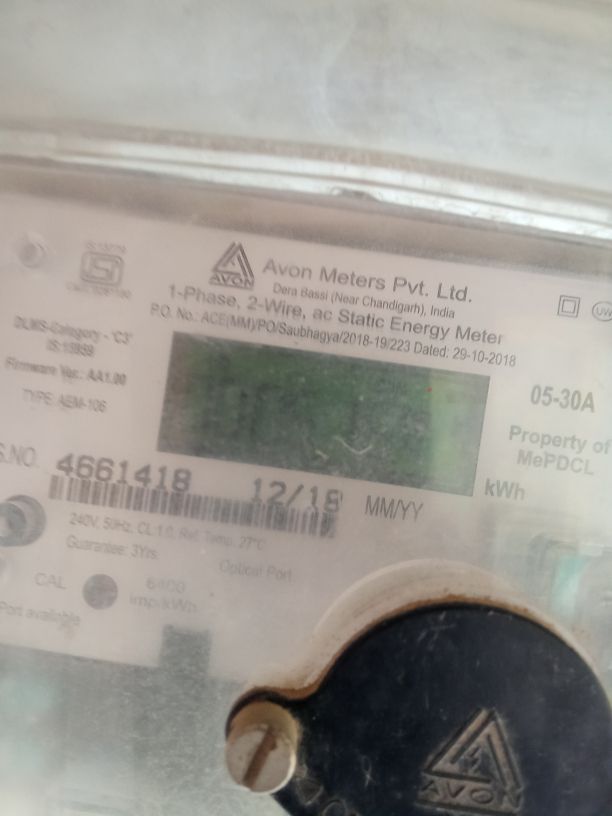 AVON
Avon Meters Pvt. Ltd.
Dera Bassi (Near Chandigarh), India
1-Phase, 2-Wire, ac Static Energy Meter
P.O. No.: ACE(MM)/PO/Saubhagya/2018-19/223 Dated: 29-10-2018
DLMS-Category - 'C3'
IS:15959
Firmware Ver.: AA1.00
TYPE AEM-106
05-30A
Property of
MePDCL
kWh
S.NO. 4661418 12/18 MM/YY
240V, 50Hz, CL:1.0, Ref. Temp. 27°C
Guarantee: 3Yrs.
Optical Port
CAL 6400
imp/kWh
Port available
AVON